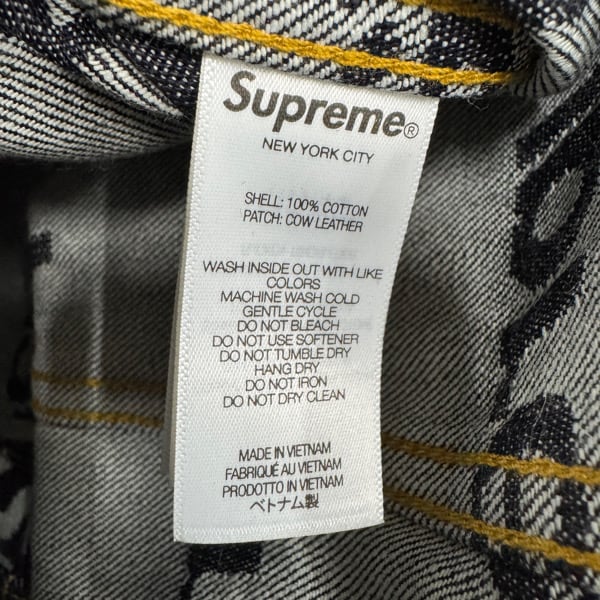 Supreme®
NEW YORK CITY
SHELL: 100% COTTON
PATCH: COW LEATHER
WASH INSIDE OUT WITH LIKE
COLORS
MACHINE WASH COLD
GENTLE CYCLE
DO NOT BLEACH
DO NOT USE SOFTENER
DO NOT TUMBLE DRY
HANG DRY
DO NOT IRON
DO NOT DRY CLEAN
MADE IN VIETNAM
FABRIQUÉ AU VIETNAM
PRODOTTO IN VIETNAM
ベトナム製